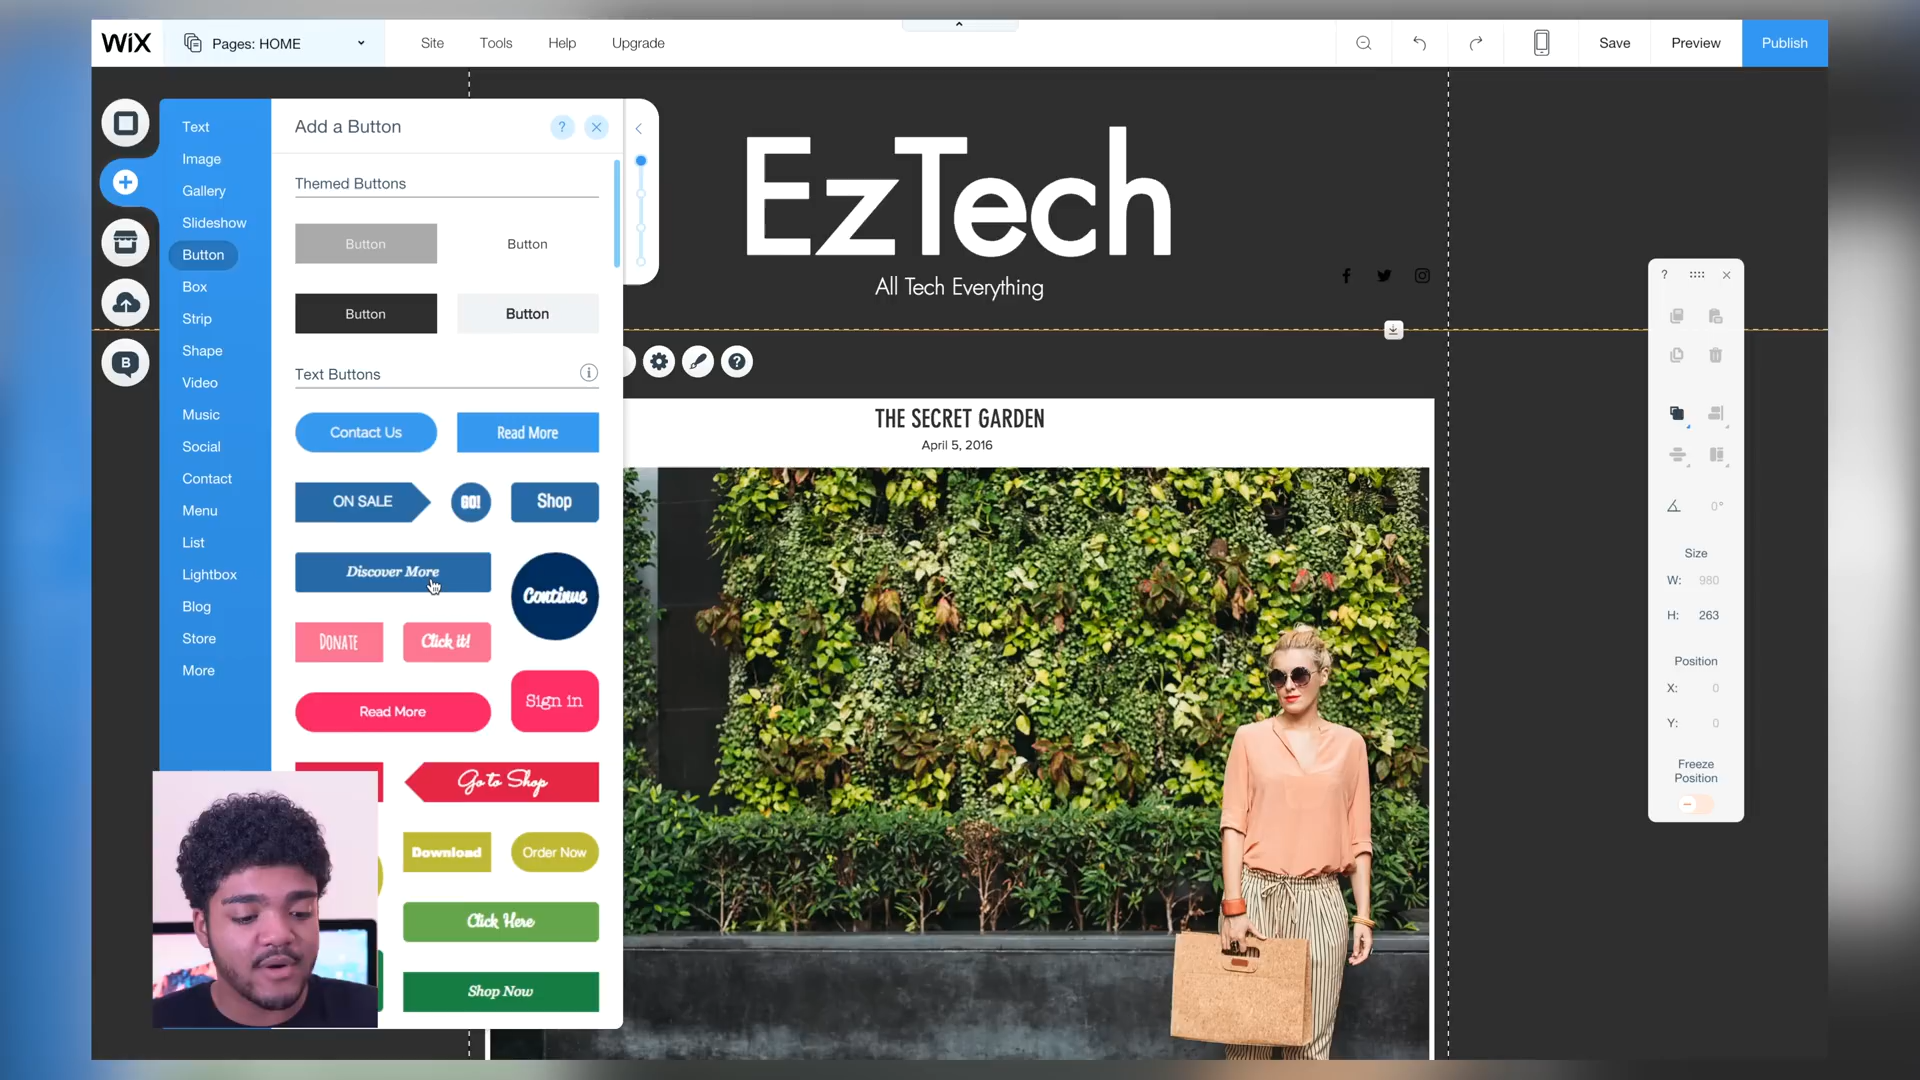 WiX
Pages: HOME
Site
Tools
Help
Upgrade
Save
Preview
Publish
Text
Image
Gallery
Slideshow
Button
Box
Strip
Shape
Video
Music
Social
Contact
Menu
List
Lightbox
Blog
Store
More
Add a Button
?
Themed Buttons
Button
Button
Button
Button
Text Buttons
Contact Us
Read More
ON SALE
GO!
Shop
Discover More
Continue
DONATE
Click it!
Read More
Sign in
Go to Shop
Download
Order Now
Click Here
Shop Now
B
EzTech
All Tech Everything
?
THE SECRET GARDEN
April 5, 2016
?
0°
Size
W: 980
H: 263
Position
X: 0
Y: 0
Freeze
Position